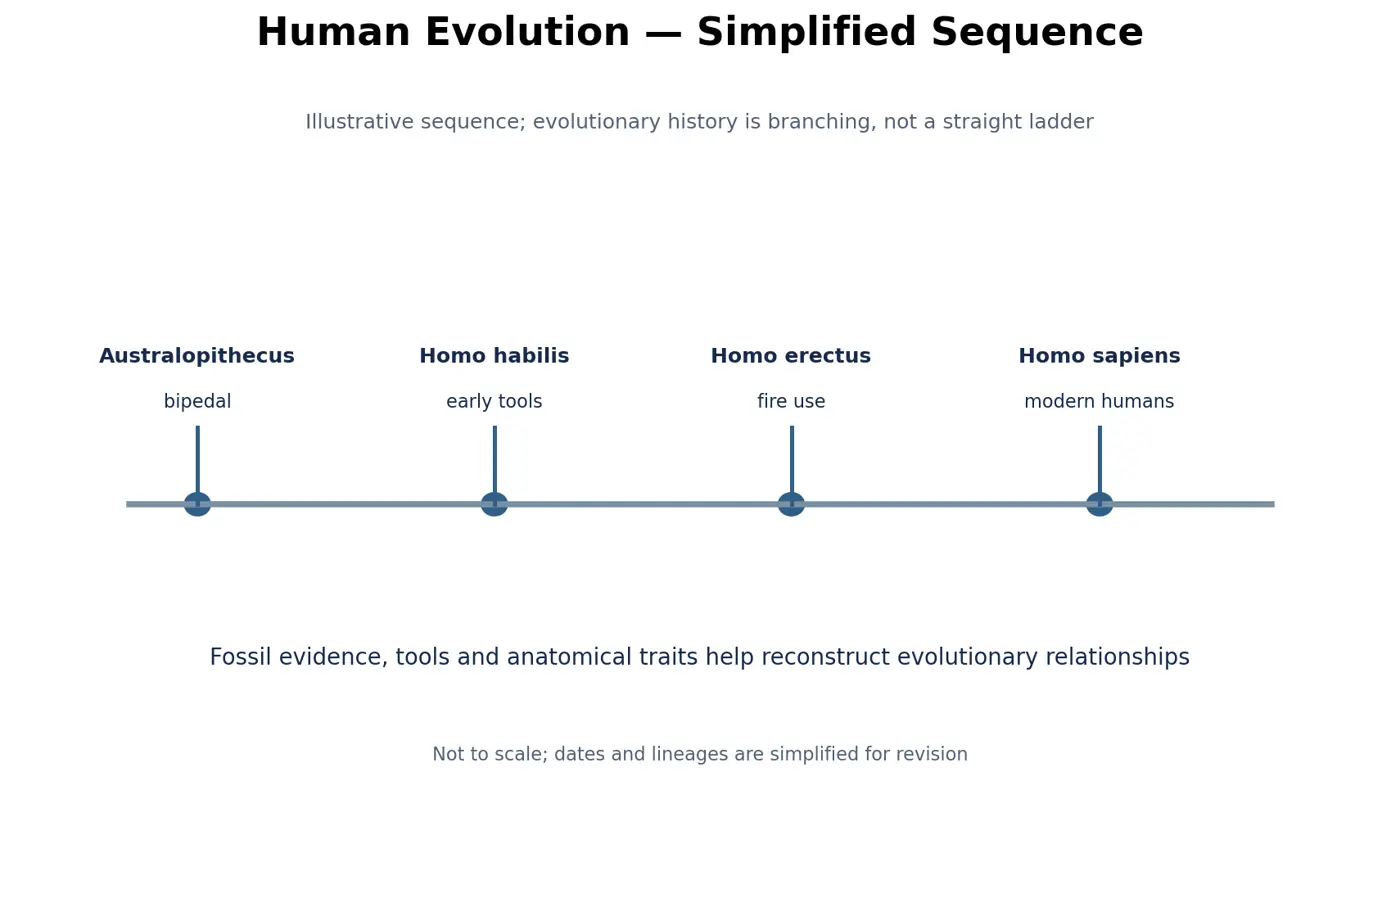 Human Evolution — Simplified Sequence
Illustrative sequence; evolutionary history is branching, not a straight ladder
Australopithecus
bipedal
Homo habilis
early tools
Homo erectus
fire use
Homo sapiens
modern humans
Fossil evidence, tools and anatomical traits help reconstruct evolutionary relationships
Not to scale; dates and lineages are simplified for revision